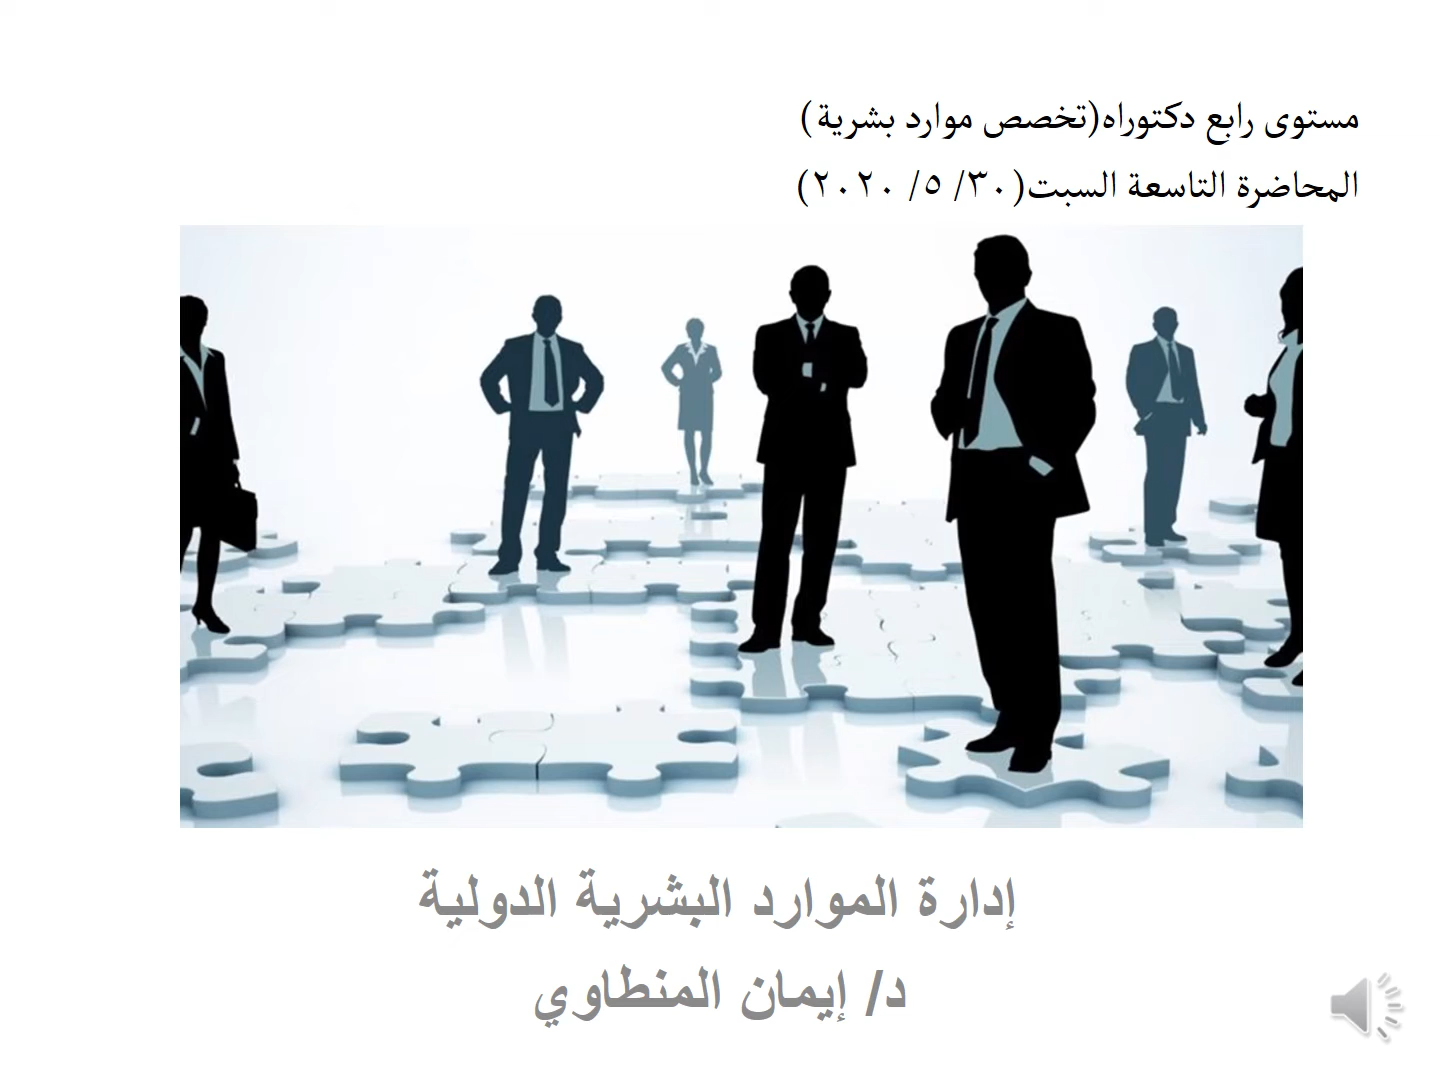 مستوى رابع دكتوراه(تخصص موارد بشرية)
المحاضرة التاسعة السبت(٣٠/ ٥/ ٢٠٢٠)
إدارة الموارد البشرية الدولية
د/ إيمان المنطاوي